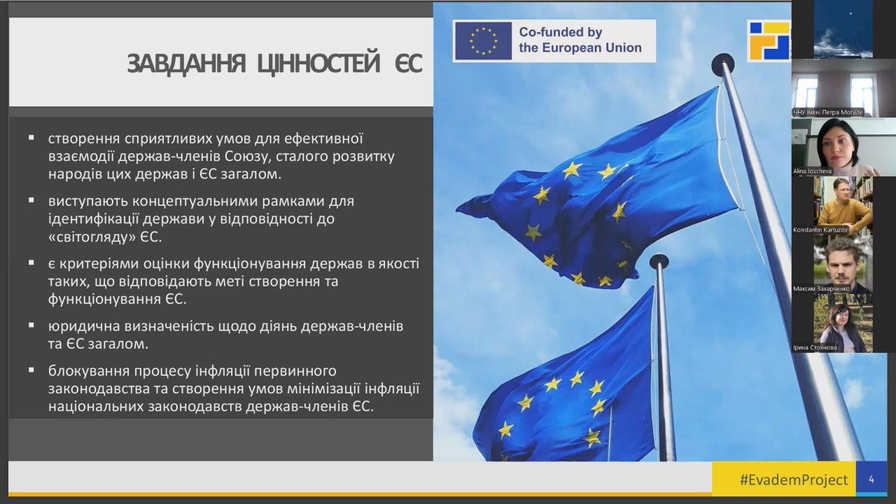 ЗАВДАННЯ ЦІННОСТЕЙ ЄС
▪ створення сприятливих умов для ефективної
взаємодії держав-членів Союзу, сталого розвитку
народів цих держав і ЄС загалом.
▪ виступають концептуальними рамками для
ідентифікації держави у відповідності до
«світогляду» ЄС.
▪ є критеріями оцінки функціонування держав в якості
таких, що відповідають меті створення та
функціонування ЄС.
▪ юридична визначеність щодо діянь держав-членів
та ЄС загалом.
▪ блокування процесу інфляції первинного
законодавства та створення умов мінімізації інфляції
національних законодавств держав-членів ЄС.
Co-funded by
the European Union
ЧНУ імені Петра Могили
Alina Iovcheva
Konstantin Kartuzov
Максим Захарченко
Ірина Стоянова
#EvademProject
4